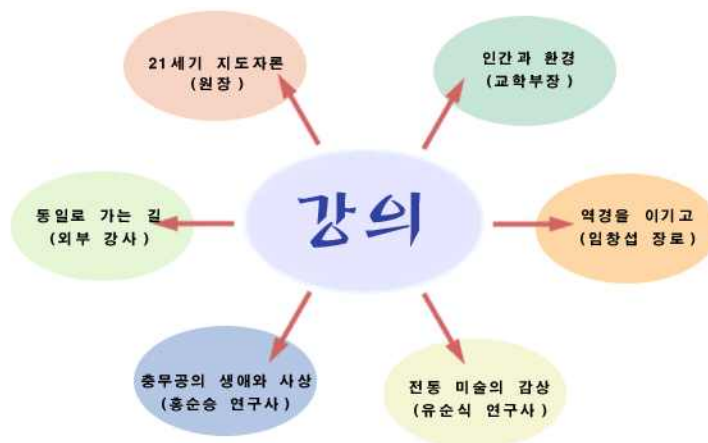 21세기 지도자론
(원장)
인간과 환경
(교학부장)
강의
통일로 가는 길
(외부 강사)
역경을 이기고
(임창섭 장로)
충무공의 생애와 사상
(홍순승 연구사)
전통 미술의 감상
(유순식 연구사)